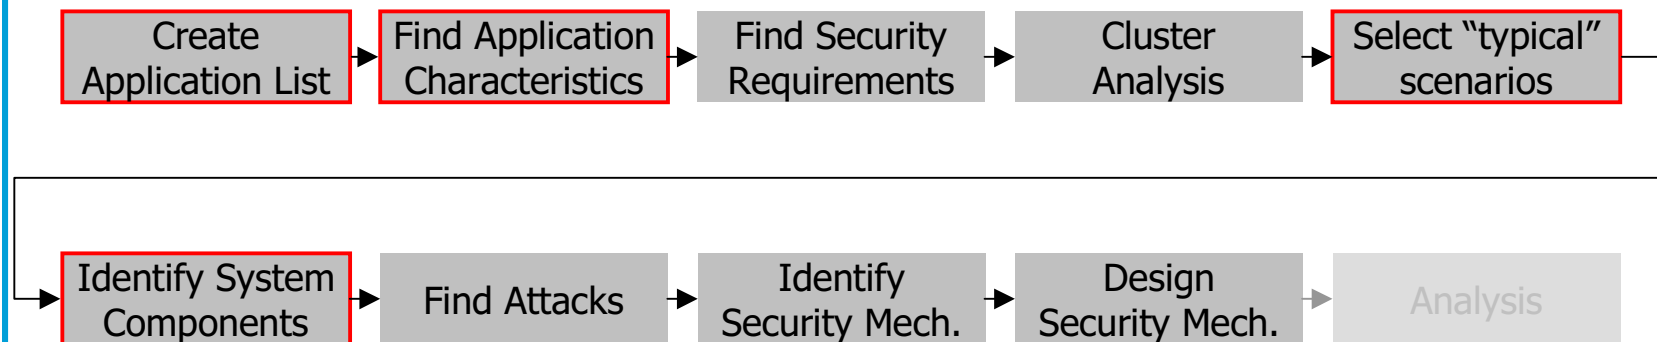 Create
Application List
Find Application
Characteristics
Find Security
Requirements
Cluster
Analysis
Select “typical”
scenarios
Identify System
Components
Find Attacks
Identify
Security Mech.
Design
Security Mech.
Analysis